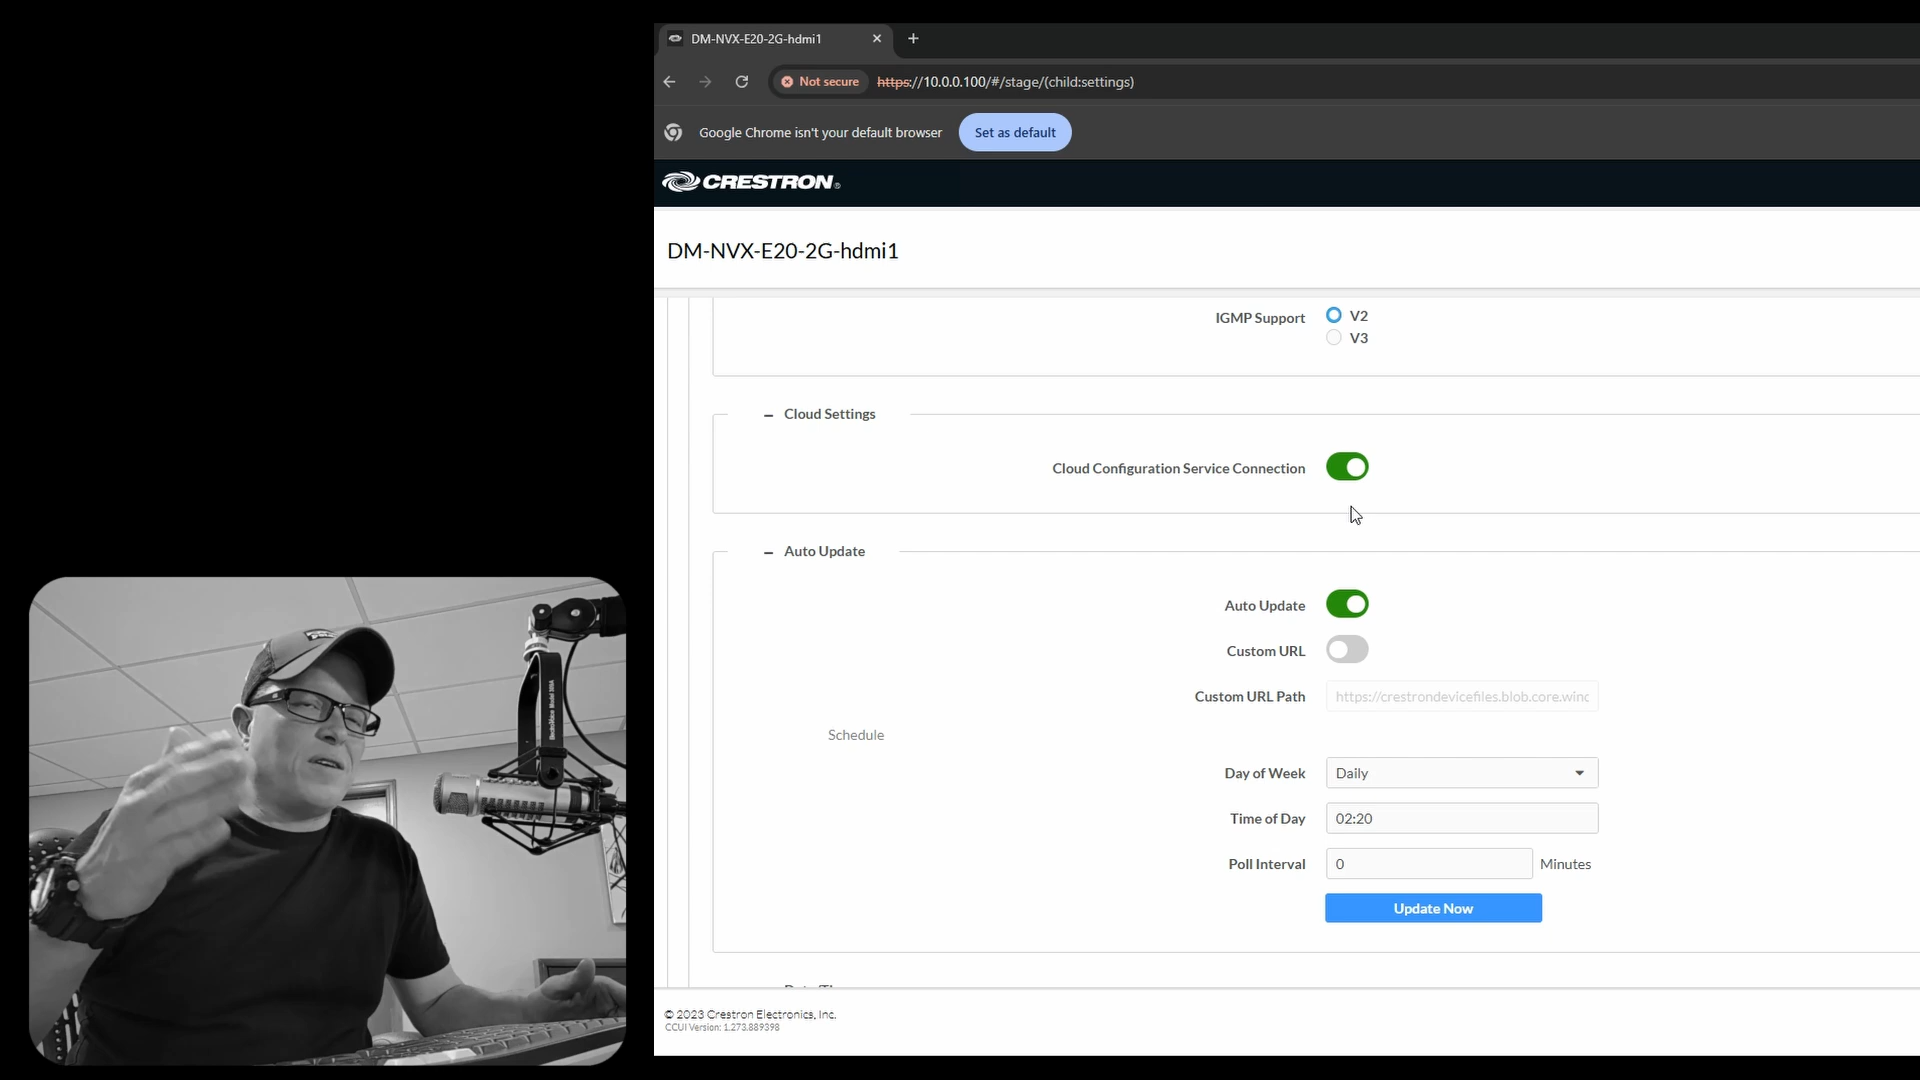 DM-NVX-E20-2G-hdmi1
Not secure https://10.0.0.100/#/stage/(child:settings)
Google Chrome isn't your default browser Set as default
CRESTRON®
DM-NVX-E20-2G-hdmi1
IGMP Support V2
V3
Cloud Settings
Cloud Configuration Service Connection
Auto Update
Auto Update
Custom URL
Custom URL Path https://crestrondevicefiles.blob.core.winc
Schedule
Day of Week Daily
Time of Day 02:20
Poll Interval 0 Minutes
Update Now
© 2023 Crestron Electronics, Inc.
CCUI Version: 1.273.889398